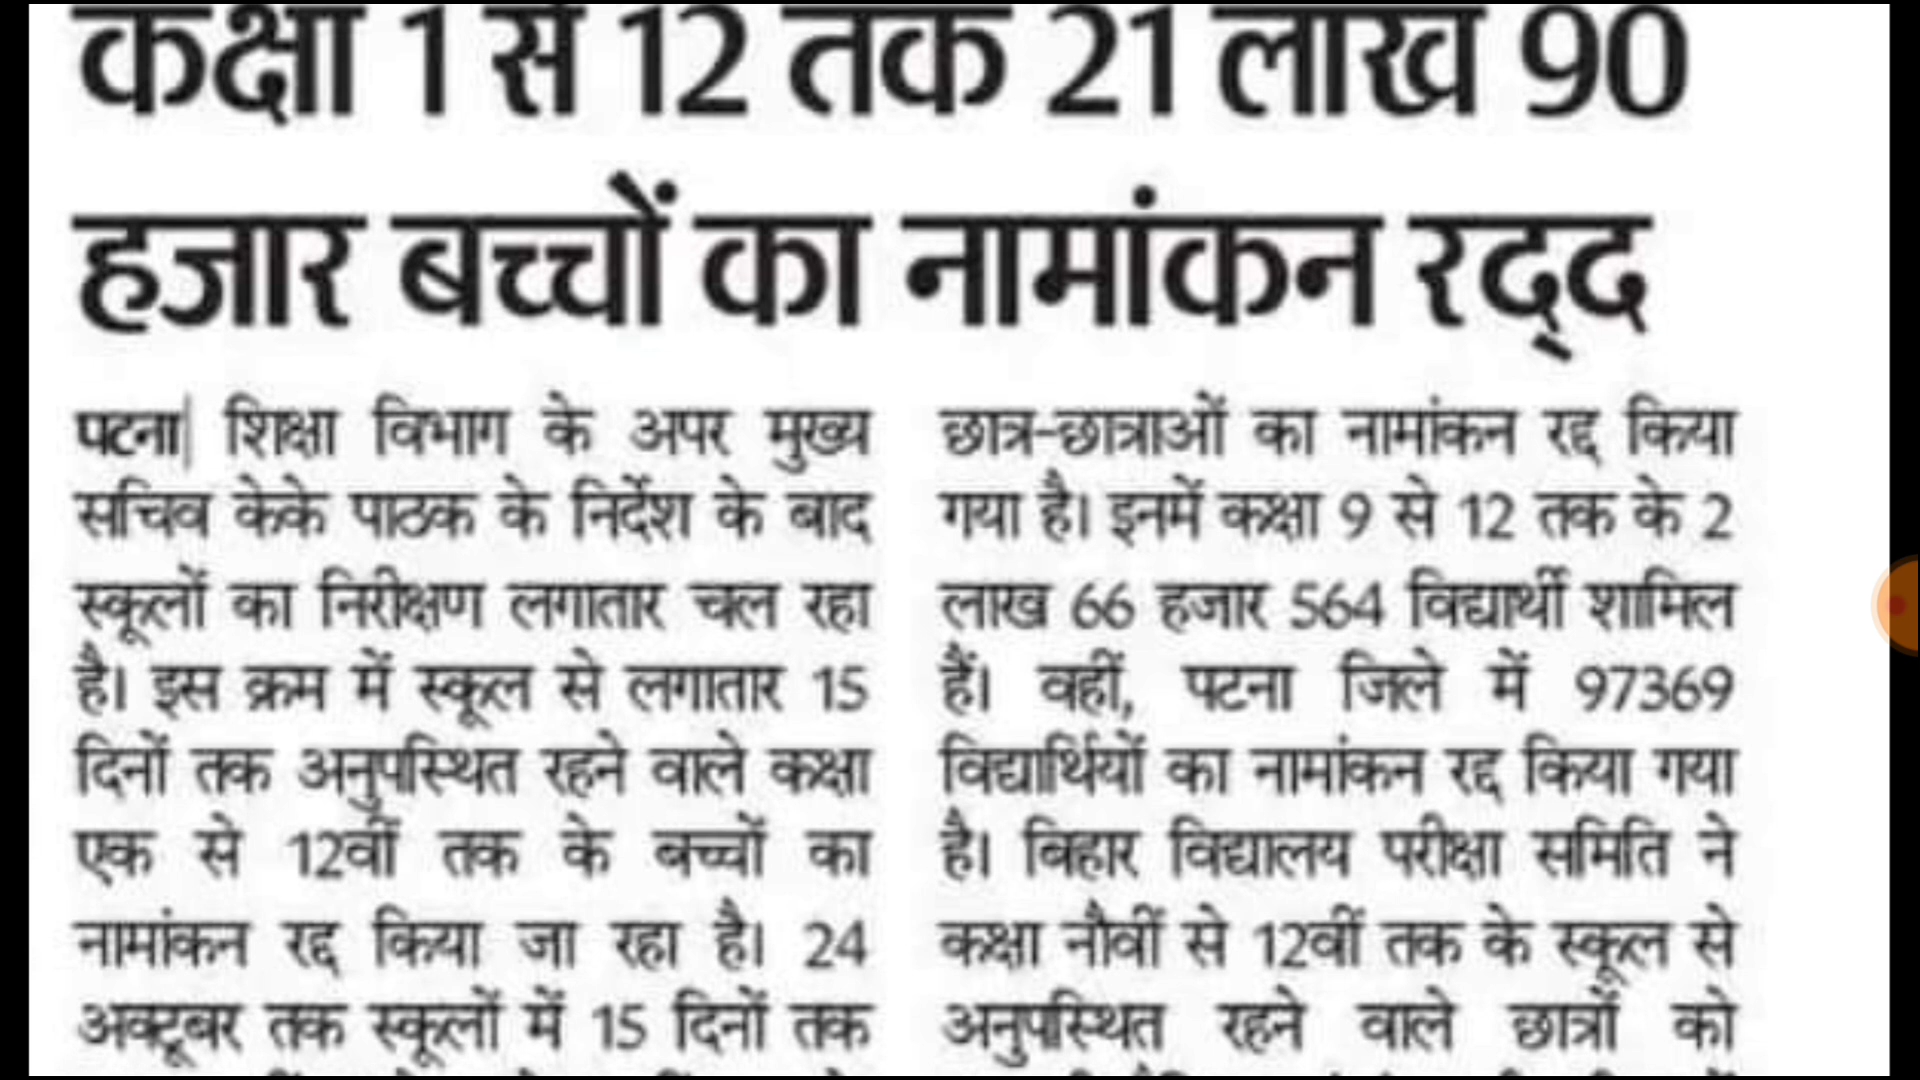 कक्षा 1 से 12 तक 21 लाख 90
हजार बच्चों का नामांकन रद्द
पटना| शिक्षा विभाग के अपर मुख्य
सचिव केके पाठक के निर्देश के बाद
स्कूलों का निरीक्षण लगातार चल रहा
है। इस क्रम में स्कूल से लगातार 15
दिनों तक अनुपस्थित रहने वाले कक्षा
एक से 12वीं तक के बच्चों का
नामांकन रद्द किया जा रहा है। 24
अक्टूबर तक स्कूलों में 15 दिनों तक
छात्र-छात्राओं का नामांकन रद्द किया
गया है। इनमें कक्षा 9 से 12 तक के 2
लाख 66 हजार 564 विद्यार्थी शामिल
हैं। वहीं, पटना जिले में 97369
विद्यार्थियों का नामांकन रद्द किया गया
है। बिहार विद्यालय परीक्षा समिति ने
कक्षा नौवीं से 12वीं तक के स्कूल से
अनुपस्थित रहने वाले छात्रों को